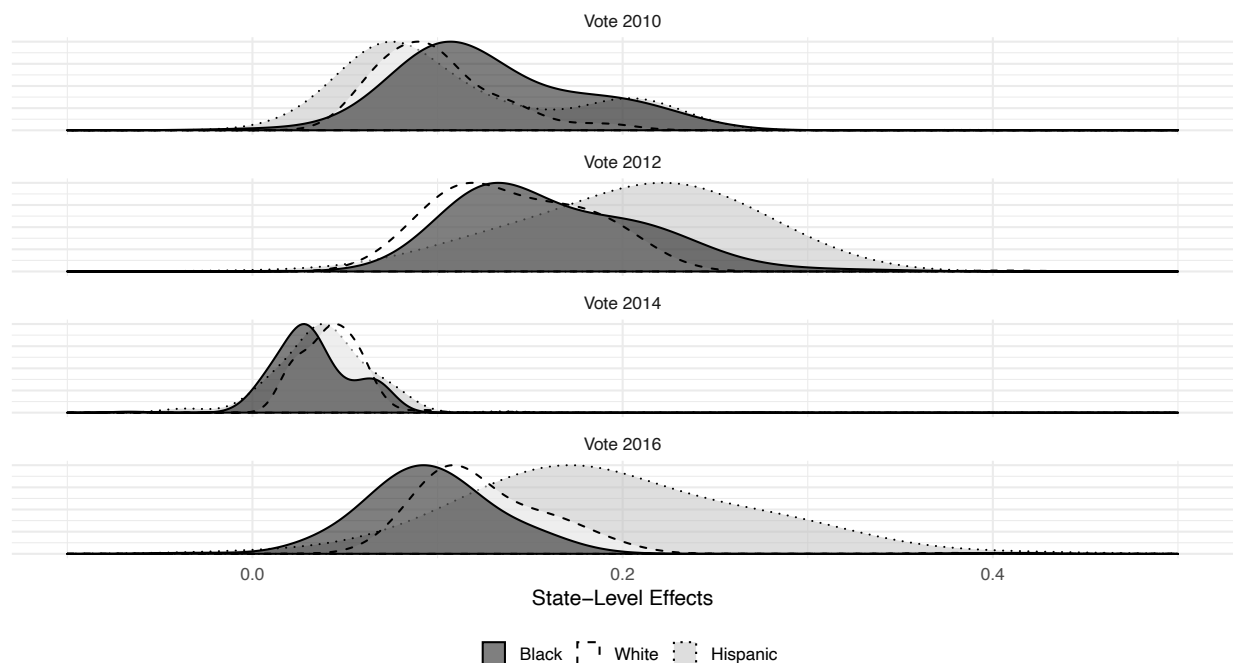 Vote 2010
Vote 2012
Vote 2014
Vote 2016
0.0 0.2 0.4
State−Level Effects
Black White Hispanic